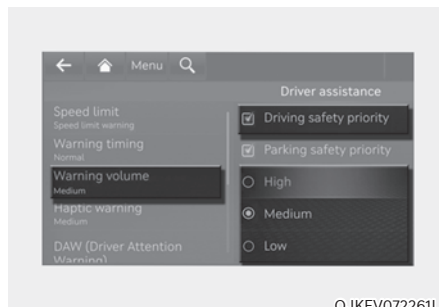 Menu
Driver assistance
Speed limit
Speed limit warning
Warning timing
Normal
Warning volume
Medium
Haptic warning
Medium
DAW (Driver Attention
Warning)
Driving safety priority
Parking safety priority
High
Medium
Low